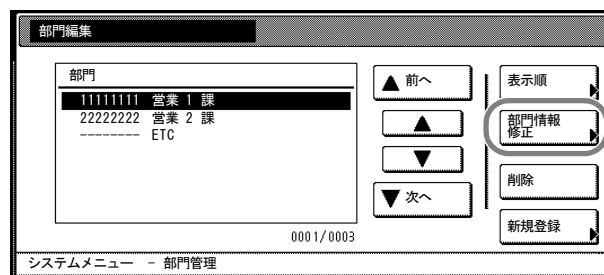 部門編集
部門
11111111 営業 1 課
22222222 営業 2 課
-------- ETC
0001/0003
▲ 前へ
▲
▼
▼ 次へ
表示順
部門情報
修正
削除
新規登録
システムメニュー - 部門管理